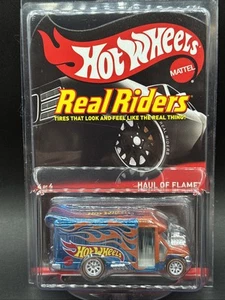 HOT WHEELS
MATTEL
Real Riders
TIRES THAT LOOK AND FEEL LIKE THE REAL THING!
HAUL OF FLAME
HOT WHEELS